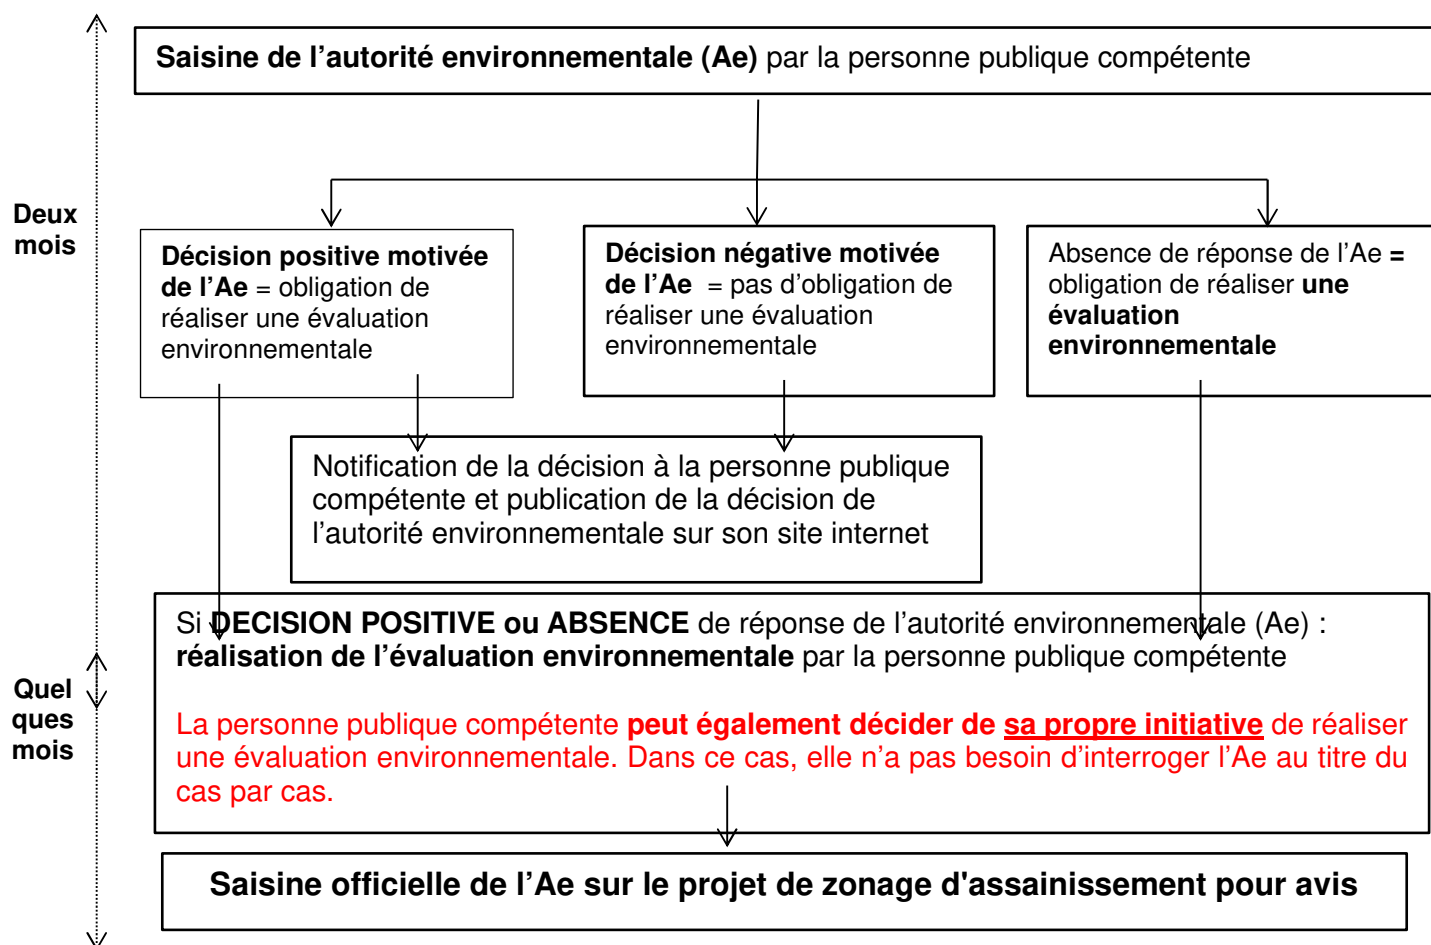 Saisine de l’autorité environnementale (Ae) par la personne publique compétente
Deux
mois
Décision positive motivée
de l’Ae = obligation de
réaliser une évaluation
environnementale
Décision négative motivée
de l’Ae = pas d’obligation de
réaliser une évaluation
environnementale
Absence de réponse de l’Ae =
obligation de réaliser une
évaluation
environnementale
Notification de la décision à la personne publique
compétente et publication de la décision de
l’autorité environnementale sur son site internet
Si DECISION POSITIVE ou ABSENCE de réponse de l’autorité environnementale (Ae) :
réalisation de l’évaluation environnementale par la personne publique compétente
Quel
ques
mois
La personne publique compétente peut également décider de sa propre initiative de réaliser
une évaluation environnementale. Dans ce cas, elle n’a pas besoin d’interroger l’Ae au titre du
cas par cas.
Saisine officielle de l’Ae sur le projet de zonage d'assainissement pour avis